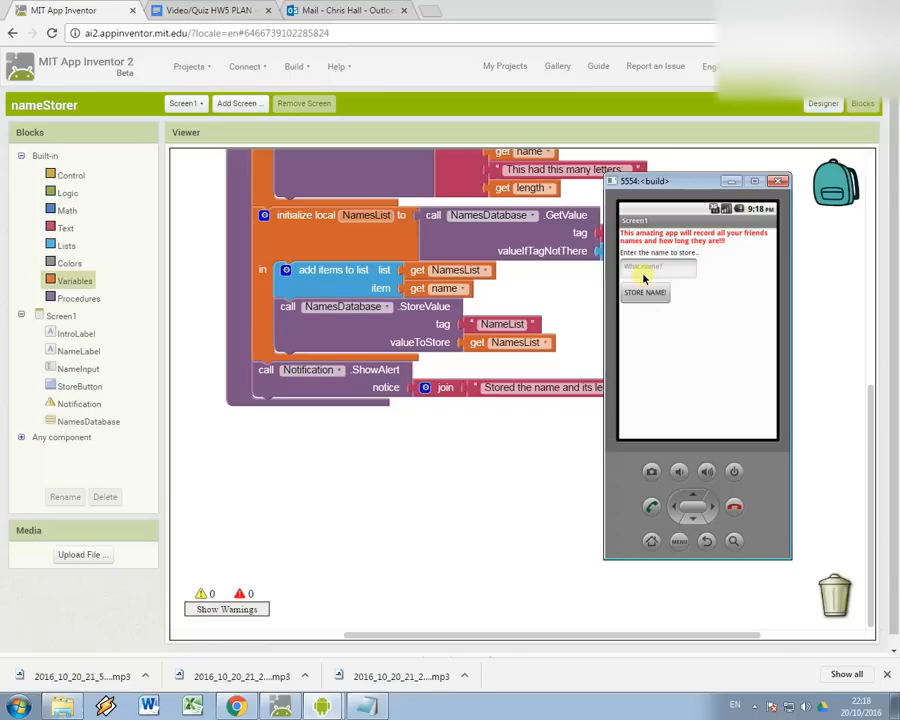 MIT App Inventor 2
Video/Quiz HW5 PLAN -
Mail - Chris Hall - Outlo
ai2.appinventor.mit.edu/?locale=en#6466739102285824
MIT App Inventor 2
Beta
Projects
Connect
Build
Help
My Projects
Gallery
Guide
Report an Issue
nameStorer
Screen1
Add Screen ...
Remove Screen
Designer
Blocks
Blocks
Viewer
Built-in
Control
Logic
Math
Text
Lists
Colors
Variables
Procedures
Screen1
IntroLabel
NameLabel
NameInput
StoreButton
Notification
NamesDatabase
Any component
Rename
Delete
Media
Upload File ...
get name
" This had this many letters:
get length
initialize local NamesList to
call NamesDatabase .GetValue
tag
valueIfTagNotThere
in
add items to list list get NamesList
item get name
call NamesDatabase .StoreValue
tag " NameList "
valueToStore get NamesList
call Notification .ShowAlert
notice join " Stored the name and its le
0 0
Show Warnings
5554:<build>
9:18 PM
Screen1
This amazing app will record all your friends
names and how long they are!!!
Enter the name to store..
What name?
STORE NAME!
MENU
2016_10_20_21_5....mp3
2016_10_20_21_2....mp3
2016_10_20_21_2....mp3
Show all
EN
22:18
20/10/2016